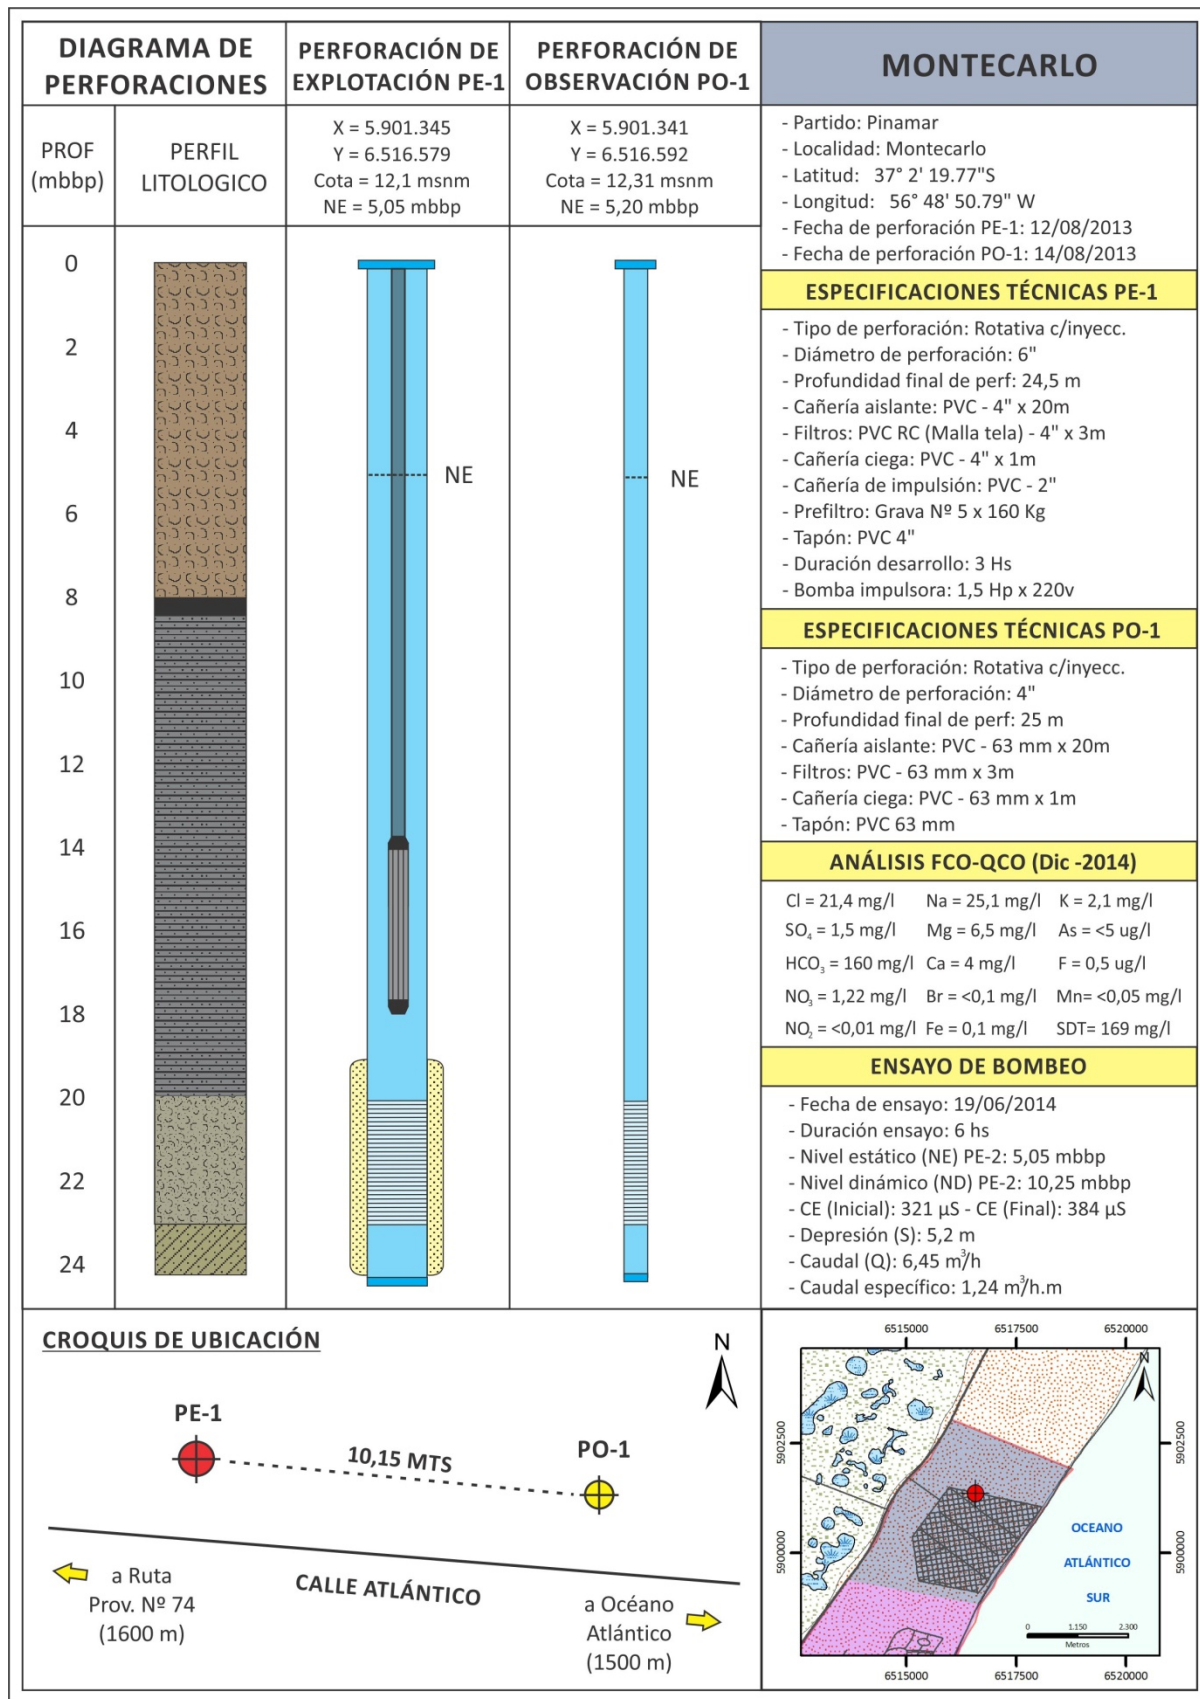 DIAGRAMA DE
PERFORACIONES
PERFORACIÓN DE
EXPLOTACIÓN PE-1
PERFORACIÓN DE
OBSERVACIÓN PO-1
PROF
(mbbp)
PERFIL
LITOLOGICO
X = 5.901.345
Y = 6.516.579
Cota = 12,1 msnm
NE = 5,05 mbbp
X = 5.901.341
Y = 6.516.592
Cota = 12,31 msnm
NE = 5,20 mbbp
0
2
4
6
8
10
12
14
16
18
20
22
24
NE
NE
MONTECARLO
- Partido: Pinamar
- Localidad: Montecarlo
- Latitud: 37° 2' 19.77"S
- Longitud: 56° 48' 50.79" W
- Fecha de perforación PE-1: 12/08/2013
- Fecha de perforación PO-1: 14/08/2013
ESPECIFICACIONES TÉCNICAS PE-1
- Tipo de perforación: Rotativa c/inyecc.
- Diámetro de perforación: 6"
- Profundidad final de perf: 24,5 m
- Cañería aislante: PVC - 4" x 20m
- Filtros: PVC RC (Malla tela) - 4" x 3m
- Cañería ciega: PVC - 4" x 1m
- Cañería de impulsión: PVC - 2"
- Prefiltro: Grava Nº 5 x 160 Kg
- Tapón: PVC 4"
- Duración desarrollo: 3 Hs
- Bomba impulsora: 1,5 Hp x 220v
ESPECIFICACIONES TÉCNICAS PO-1
- Tipo de perforación: Rotativa c/inyecc.
- Diámetro de perforación: 4"
- Profundidad final de perf: 25 m
- Cañería aislante: PVC - 63 mm x 20m
- Filtros: PVC - 63 mm x 3m
- Cañería ciega: PVC - 63 mm x 1m
- Tapón: PVC 63 mm
ANÁLISIS FCO-QCO (Dic -2014)
Cl = 21,4 mg/l Na = 25,1 mg/l K = 2,1 mg/l
SO₄ = 1,5 mg/l Mg = 6,5 mg/l As = <5 ug/l
HCO₃ = 160 mg/l Ca = 4 mg/l F = 0,5 ug/l
NO₃ = 1,22 mg/l Br = <0,1 mg/l Mn= <0,05 mg/l
NO₂ = <0,01 mg/l Fe = 0,1 mg/l SDT= 169 mg/l
ENSAYO DE BOMBEO
- Fecha de ensayo: 19/06/2014
- Duración ensayo: 6 hs
- Nivel estático (NE) PE-2: 5,05 mbbp
- Nivel dinámico (ND) PE-2: 10,25 mbbp
- CE (Inicial): 321 µS - CE (Final): 384 µS
- Depresión (S): 5,2 m
- Caudal (Q): 6,45 m³/h
- Caudal específico: 1,24 m³/h.m
CROQUIS DE UBICACIÓN
N
PE-1
10,15 MTS
PO-1
CALLE ATLÁNTICO
a Ruta
Prov. Nº 74
(1600 m)
a Océano
Atlántico
(1500 m)
6515000 6517500 6520000
N
5902500
5902500
5900000
5900000
OCEANO
ATLÁNTICO
SUR
0 1.150 2.300
Metros
6515000 6517500 6520000